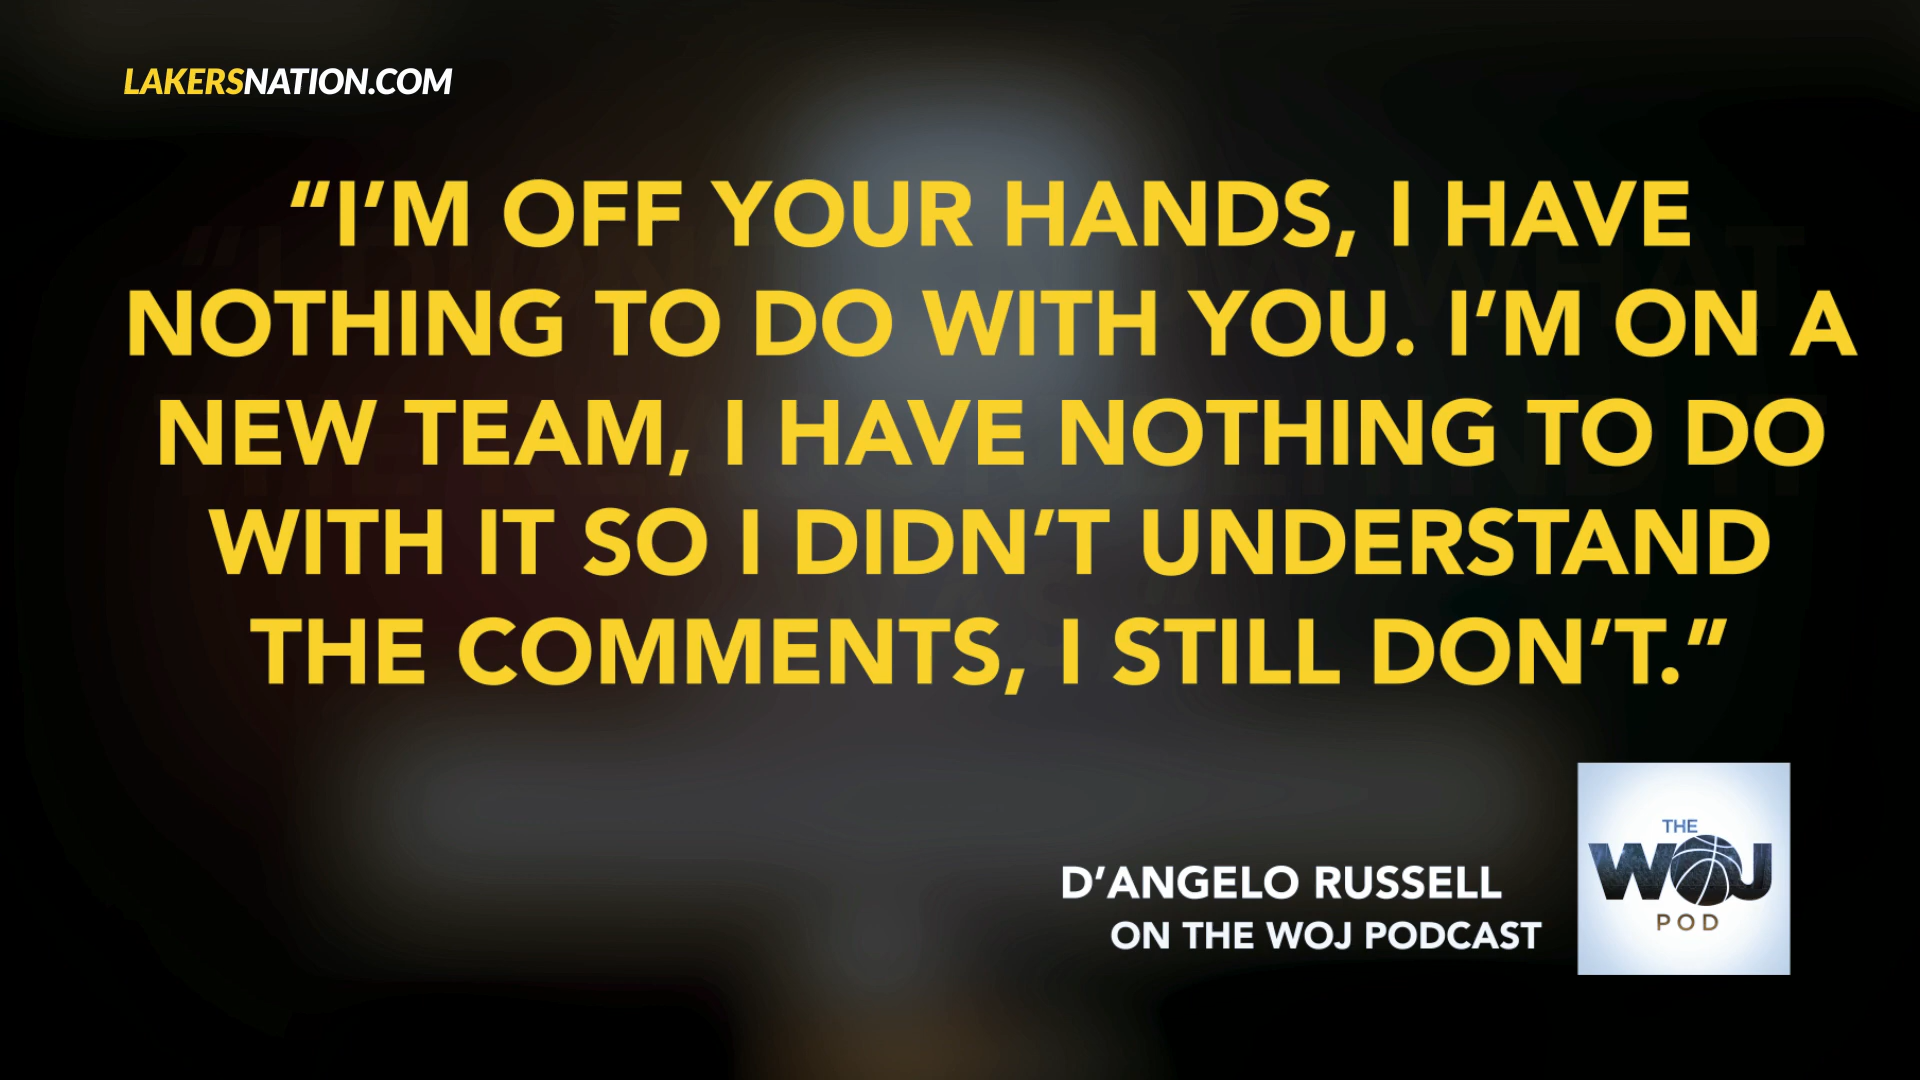 LAKERSNATION.COM
“I’M OFF YOUR HANDS, I HAVE
NOTHING TO DO WITH YOU. I’M ON A
NEW TEAM, I HAVE NOTHING TO DO
WITH IT SO I DIDN’T UNDERSTAND
THE COMMENTS, I STILL DON’T.”
D’ANGELO RUSSELL
ON THE WOJ PODCAST
THE
WOJ
POD